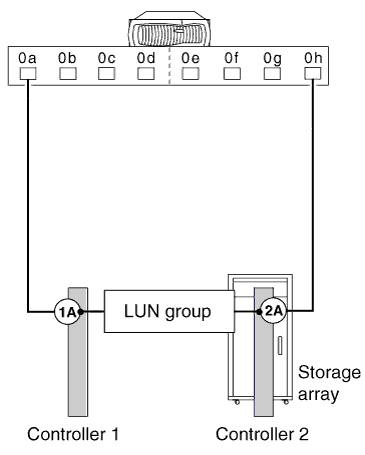 0a 0b 0c 0d 0e 0f 0g 0h
1A LUN group 2A
Storage
array
Controller 1 Controller 2